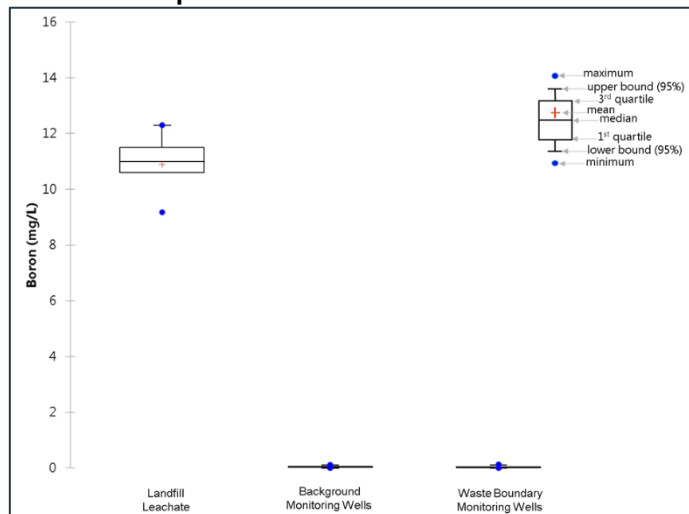 16
14
12
10
8
6
4
2
0
Boron (mg/L)
maximum
upper bound (95%)
3rd quartile
mean
median
1st quartile
lower bound (95%)
minimum
Landfill
Leachate
Background
Monitoring Wells
Waste Boundary
Monitoring Wells